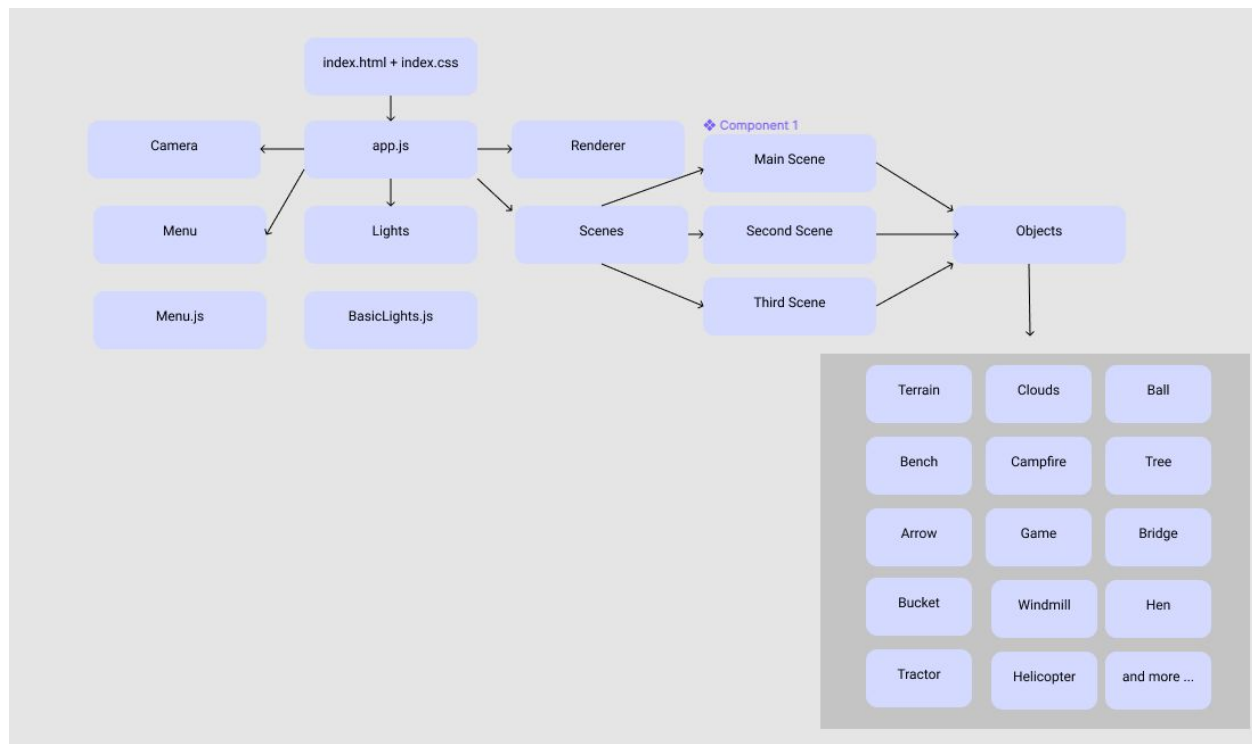 index.html + index.css
Component 1
Camera
app.js
Renderer
Main Scene
Menu
Lights
Scenes
Second Scene
Objects
Menu.js
BasicLights.js
Third Scene
Terrain
Clouds
Ball
Bench
Campfire
Tree
Arrow
Game
Bridge
Bucket
Windmill
Hen
Tractor
Helicopter
and more ...